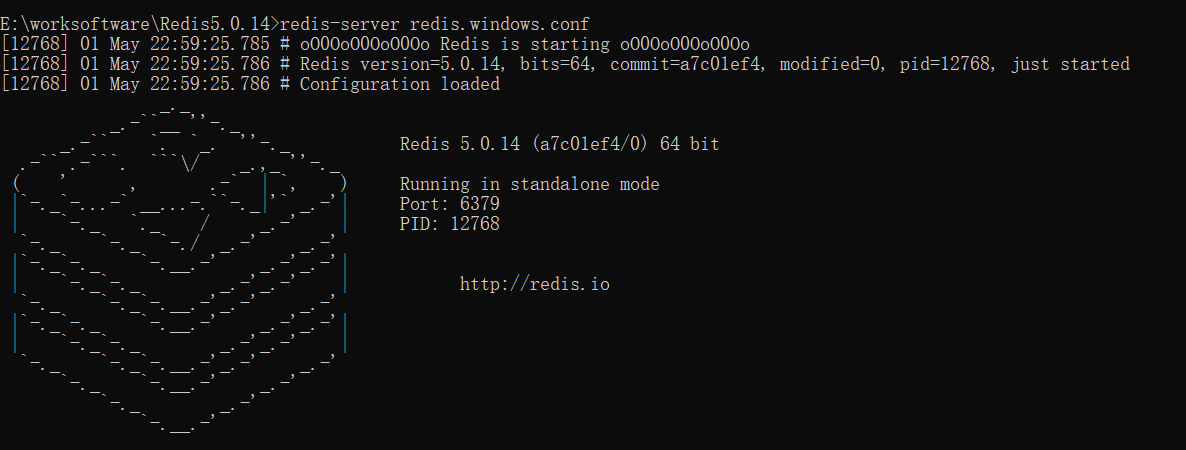 E:\worksoftware\Redis5.0.14>redis-server redis.windows.conf
[12768] 01 May 22:59:25.785 # oO0OoO0OoO0Oo Redis is starting oO0OoO0OoO0Oo
[12768] 01 May 22:59:25.786 # Redis version=5.0.14, bits=64, commit=a7c01ef4, modified=0, pid=12768, just started
[12768] 01 May 22:59:25.786 # Configuration loaded
Redis 5.0.14 (a7c01ef4/0) 64 bit
Running in standalone mode
Port: 6379
PID: 12768
http://redis.io